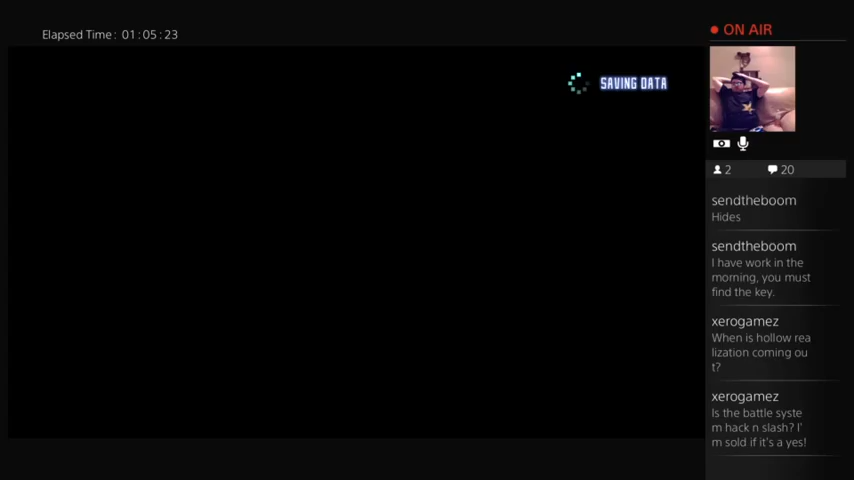 Elapsed Time: 01:05:23
ON AIR
SAVING DATA
2
20
sendtheboom
Hides
sendtheboom
I have work in the
morning, you must
find the key.
xerogamez
When is hollow rea
lization coming ou
t?
xerogamez
Is the battle syste
m hack n slash? I'
m sold if it's a yes!